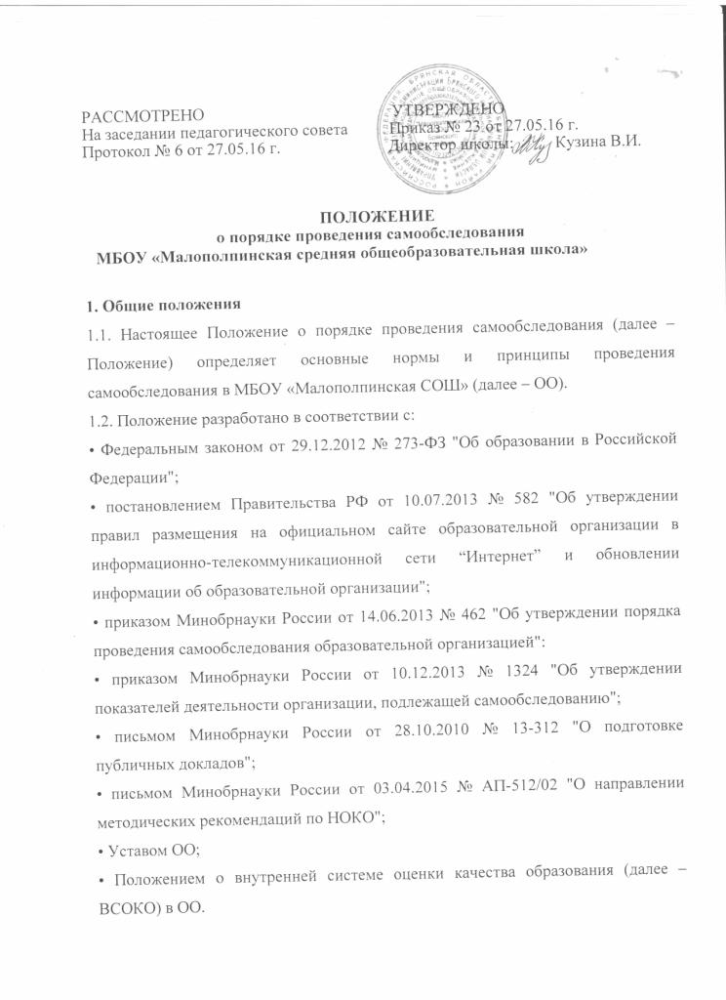 РАССМОТРЕНО
На заседании педагогического совета
Протокол № 6 от 27.05.16 г.
УТВЕРЖДЕНО
Приказ № 23 от 27.05.16 г.
Директор школы: Кузина В.И.
ПОЛОЖЕНИЕ
о порядке проведения самообследования
МБОУ «Малополпинская средняя общеобразовательная школа»
1. Общие положения
1.1. Настоящее Положение о порядке проведения самообследования (далее –
Положение) определяет основные нормы и принципы проведения
самообследования в МБОУ «Малополпинская СОШ» (далее – ОО).
1.2. Положение разработано в соответствии с:
• Федеральным законом от 29.12.2012 № 273-ФЗ "Об образовании в Российской
Федерации";
• постановлением Правительства РФ от 10.07.2013 № 582 "Об утверждении
правил размещения на официальном сайте образовательной организации в
информационно-телекоммуникационной сети “Интернет” и обновлении
информации об образовательной организации";
• приказом Минобрнауки России от 14.06.2013 № 462 "Об утверждении порядка
проведения самообследования образовательной организацией":
• приказом Минобрнауки России от 10.12.2013 № 1324 "Об утверждении
показателей деятельности организации, подлежащей самообследованию";
• письмом Минобрнауки России от 28.10.2010 № 13-312 "О подготовке
публичных докладов";
• письмом Минобрнауки России от 03.04.2015 № АП-512/02 "О направлении
методических рекомендаций по НОКО";
• Уставом ОО;
• Положением о внутренней системе оценки качества образования (далее –
ВСОКО) в ОО.